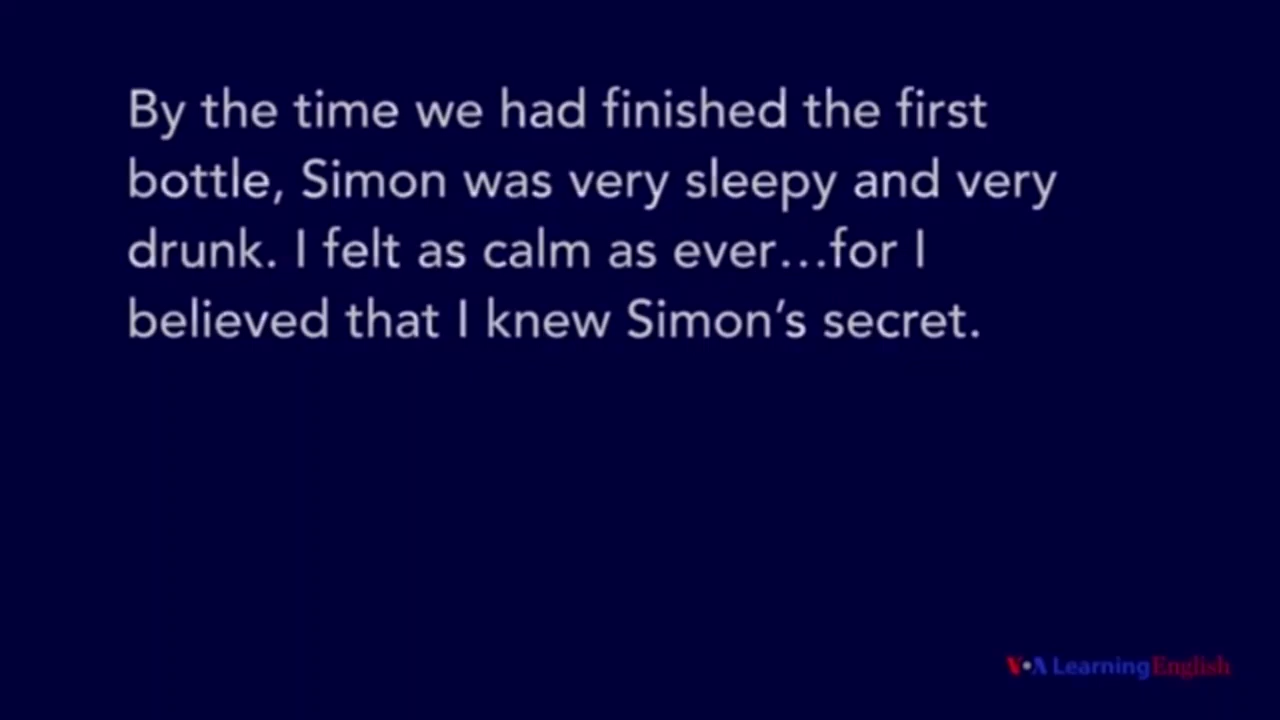 By the time we had finished the first
bottle, Simon was very sleepy and very
drunk. I felt as calm as ever...for I
believed that I knew Simon’s secret.
VOA Learning English